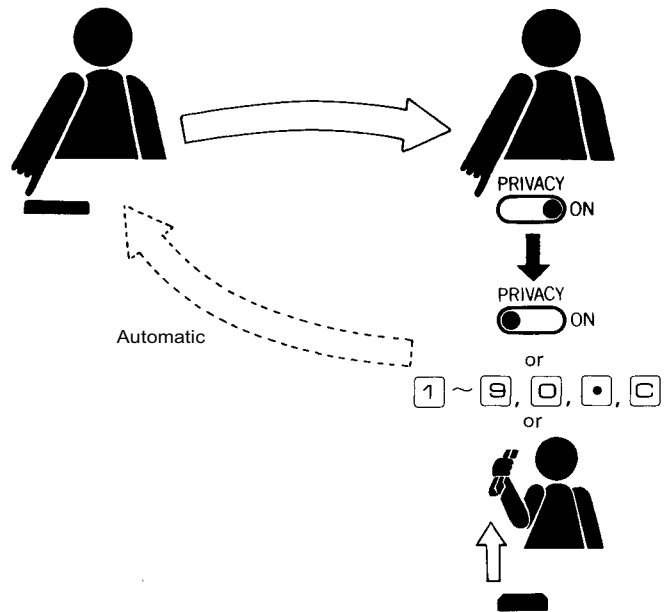 PRIVACY
ON
PRIVACY
ON
Automatic
or
1 ~ 9, 0, •, C
or